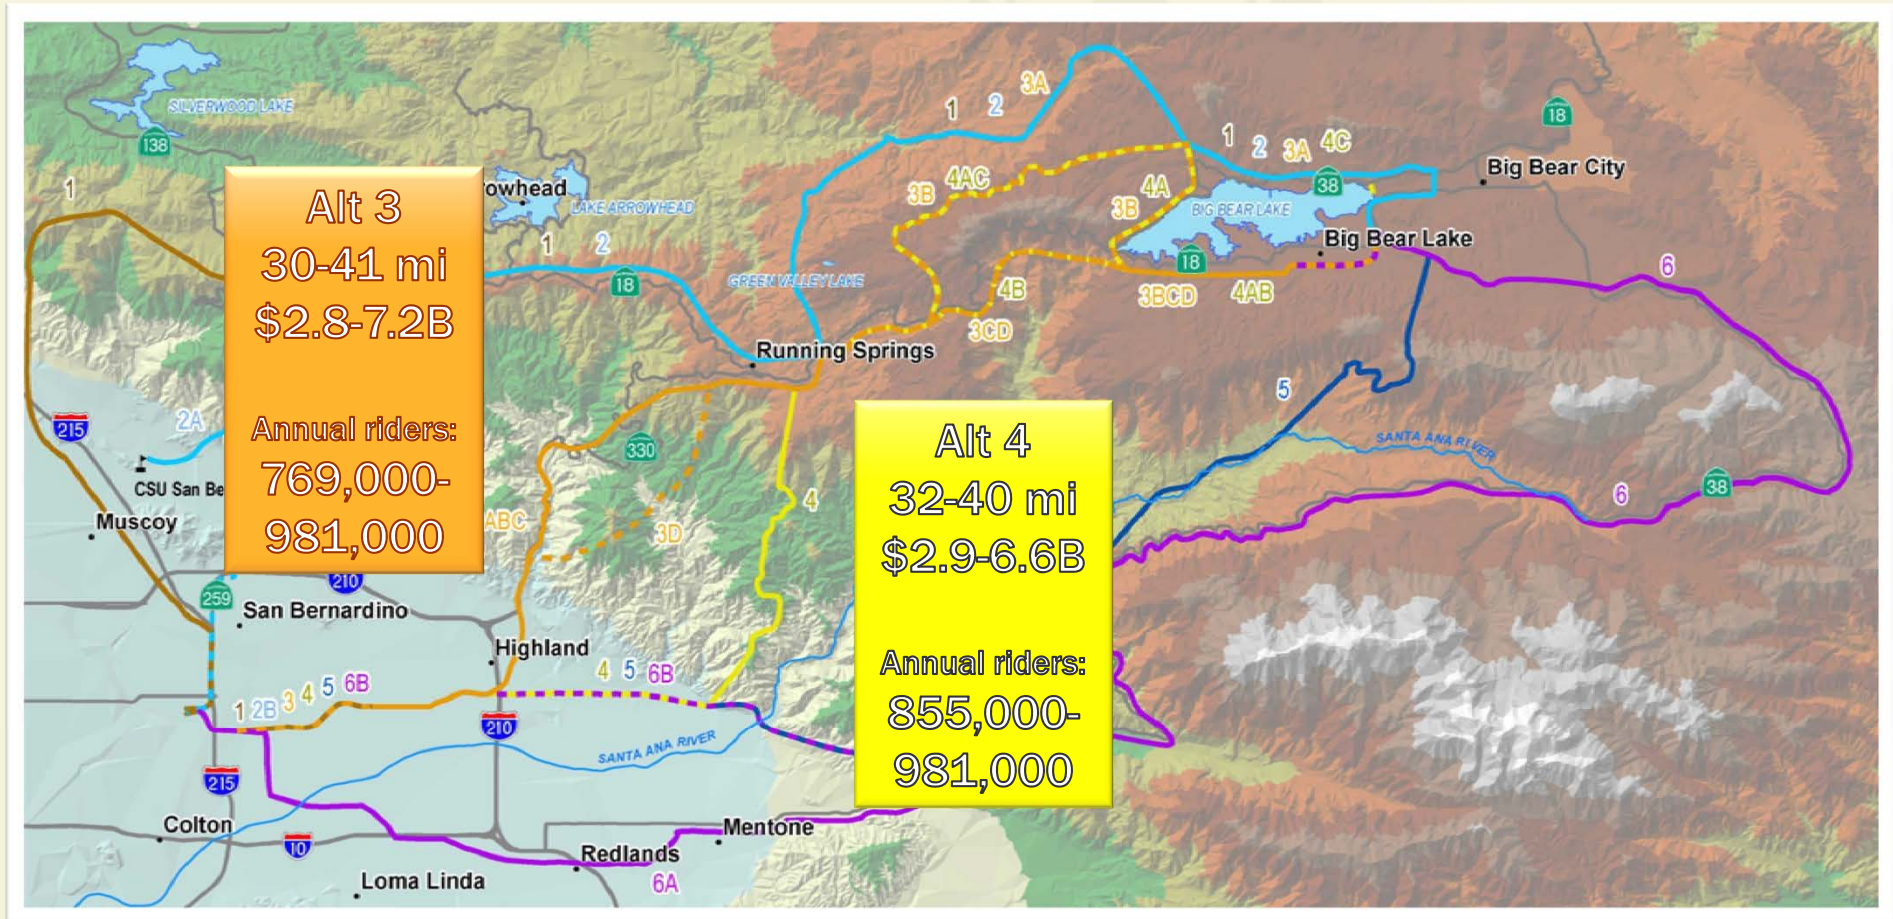 SILVERWOOD LAKE
138
1
Alt 3
30-41 mi
$2.8-7.2B
Annual riders:
769,000-
981,000
owhead
LAKE ARROWHEAD
1 2
18
GREEN VALLEY LAKE
1 2 3A
1 2 3A 4C
38
18
Big Bear City
3B 4AC
4A
3B
BIG BEAR LAKE
Big Bear Lake
18
4B
3CD
3BCD 4AB
6
Running Springs
215
2A
CSU San Be
Muscoy
330
ABC
3D
4
5
SANTA ANA RIVER
6
38
Alt 4
32-40 mi
$2.9-6.6B
Annual riders:
855,000-
981,000
210
259
San Bernardino
Highland
4 5 6B
1 2B 3 4 5 6B
210
SANTA ANA RIVER
215
Colton
10
Mentone
Redlands
6A
Loma Linda